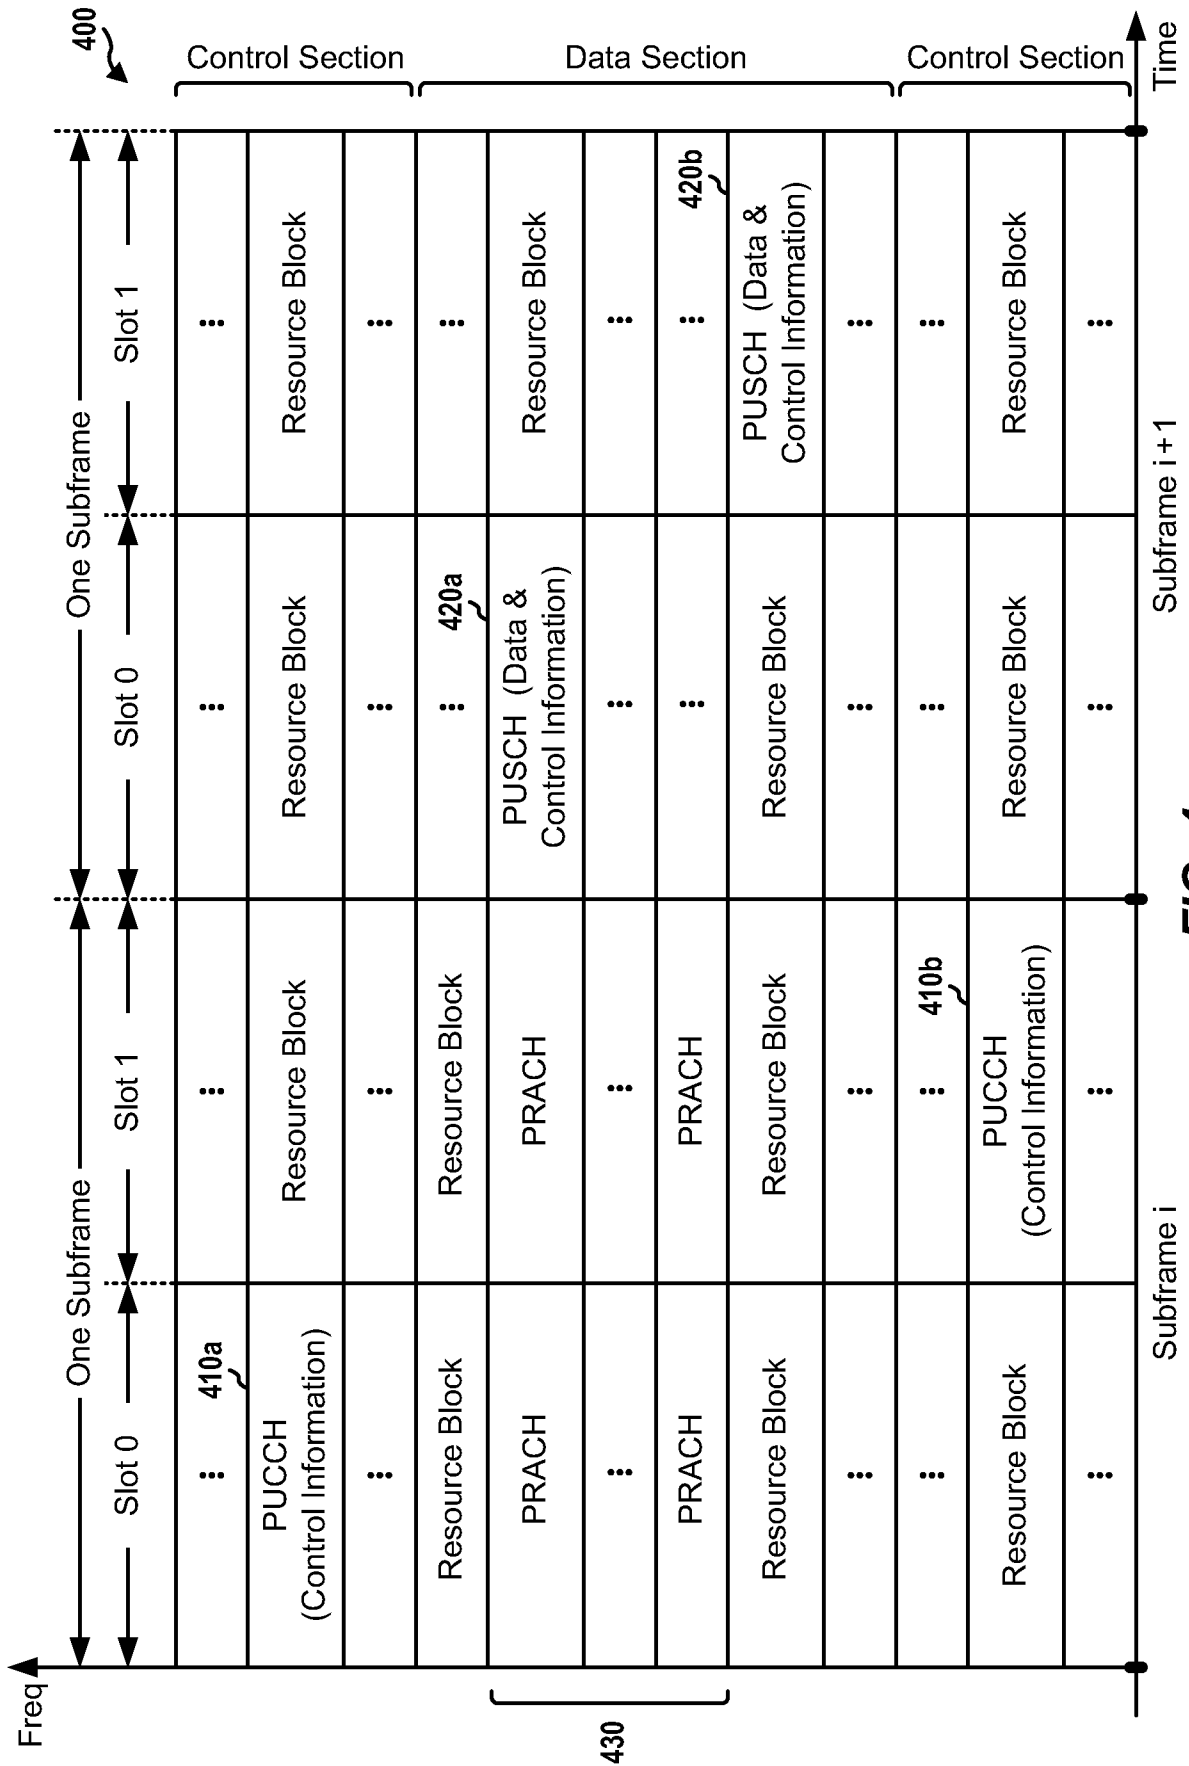 Freq
400
One Subframe
One Subframe
Slot 0
Slot 1
Slot 0
Slot 1
410a
...
...
...
...
Control Section
PUCCH
(Control Information)
Resource Block
Resource Block
Resource Block
...
...
...
...
Resource Block
Resource Block
...
420a
...
Data Section
430
PRACH
PRACH
PUSCH (Data &
Control Information)
Resource Block
...
...
...
...
PRACH
PRACH
...
...
420b
Resource Block
Resource Block
Resource Block
PUSCH (Data &
Control Information)
...
...
...
...
...
...
410b
...
...
Control Section
Resource Block
PUCCH
(Control Information)
Resource Block
Resource Block
...
...
...
...
Subframe i
Subframe i + 1
Time